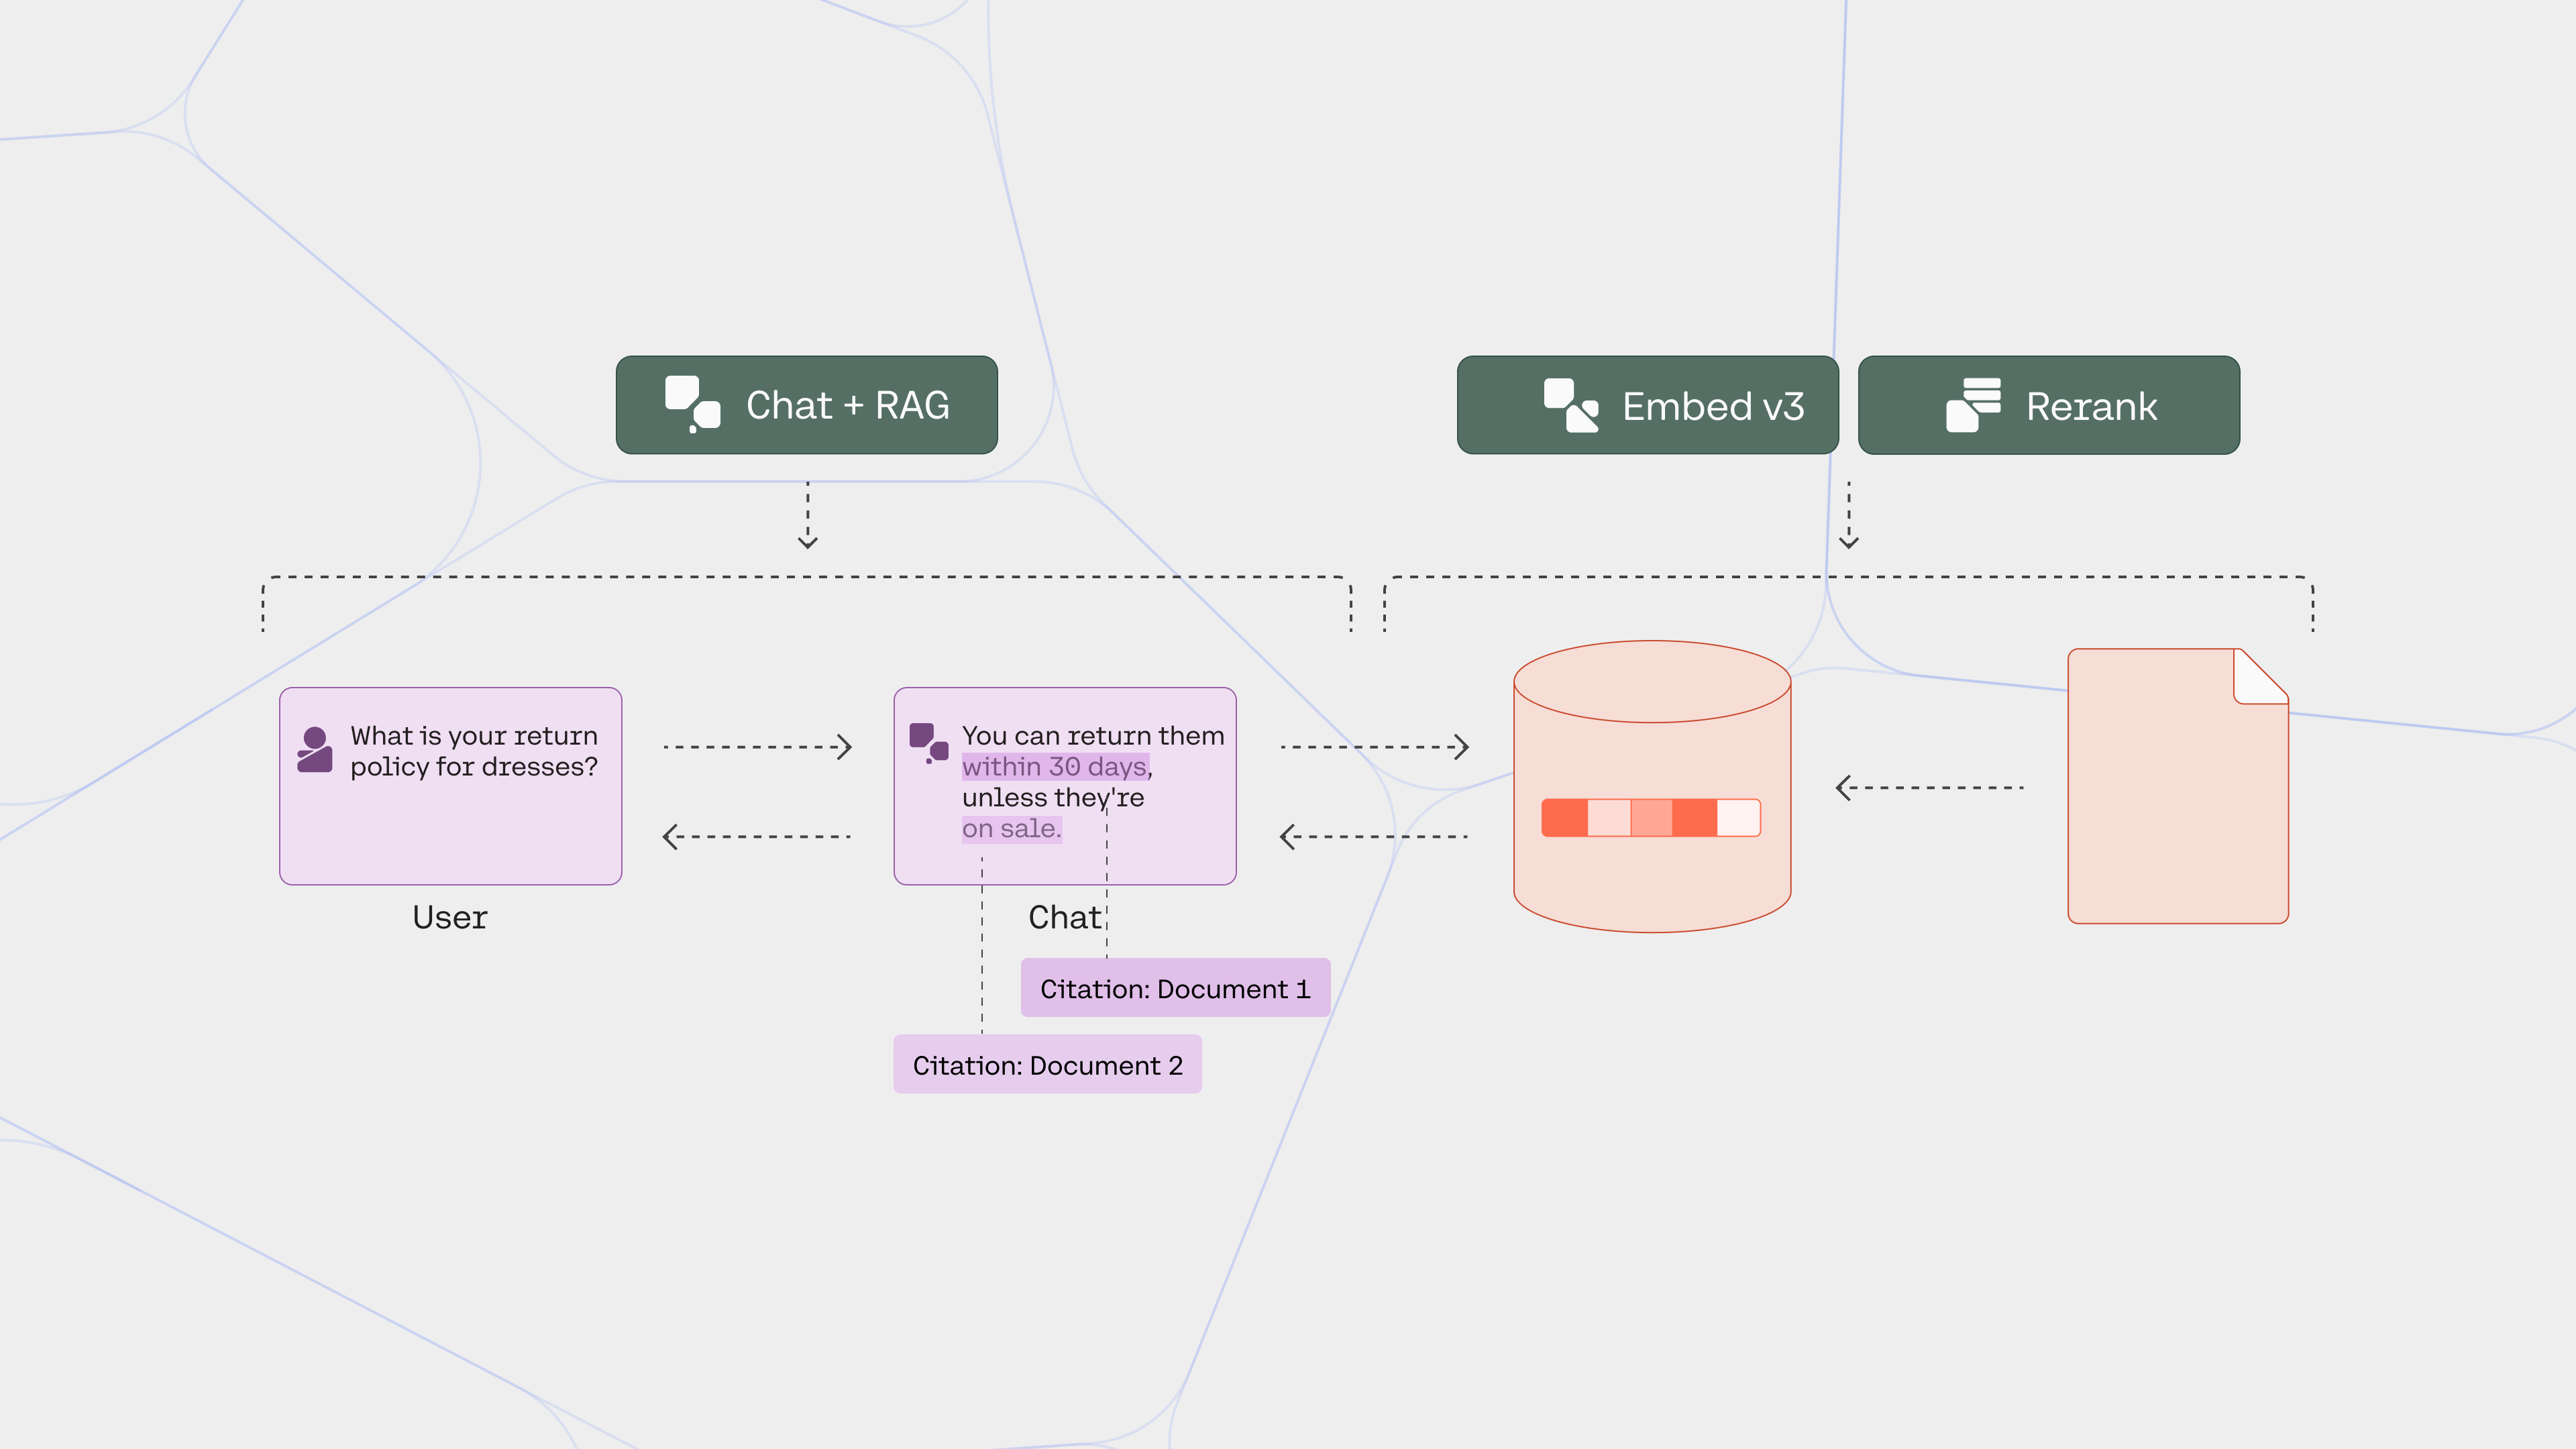 Chat + RAG
Embed v3
Rerank
What is your return
policy for dresses?
User
You can return them
within 30 days,
unless they're
on sale.
Chat
Citation: Document 1
Citation: Document 2